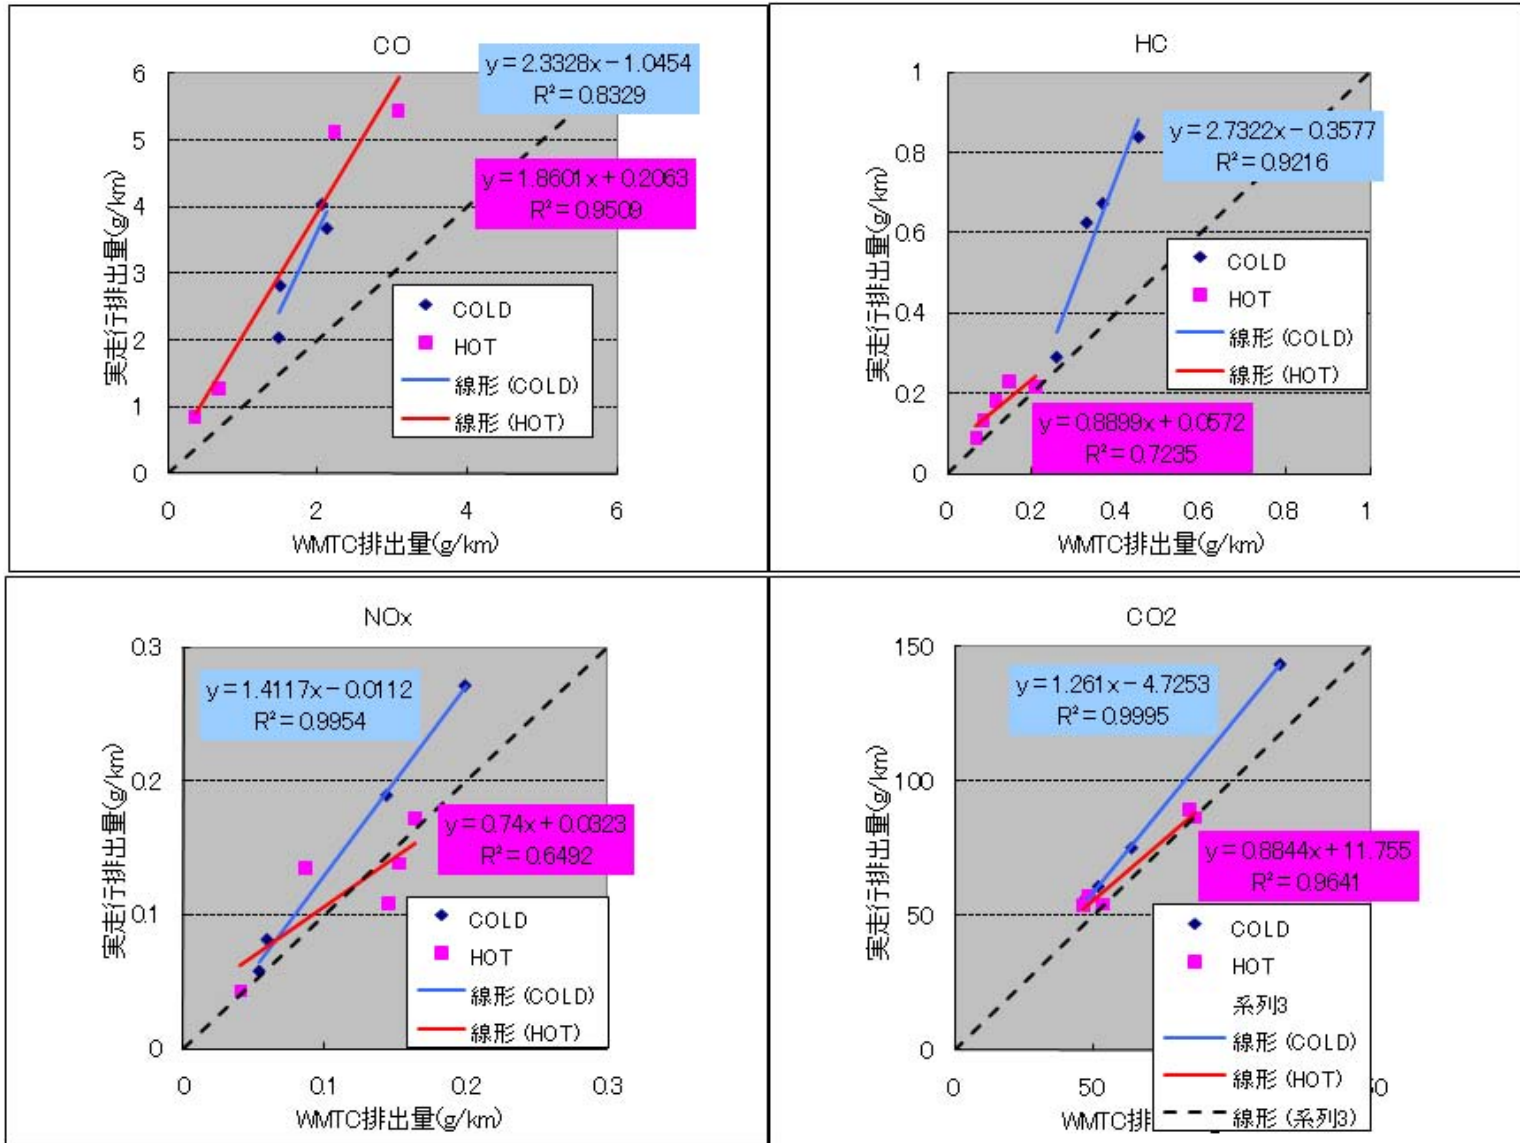 CO
y = 2.3328x − 1.0454
R² = 0.8329
y = 1.8601x + 0.2063
R² = 0.9509
実走行排出量(g/km)
6
5
4
3
2
1
0
COLD
HOT
線形 (COLD)
線形 (HOT)
0 2 4 6
WMTC排出量(g/km)
HC
y = 2.7322x − 0.3577
R² = 0.9216
実走行排出量(g/km)
1
0.8
0.6
0.4
0.2
0
COLD
HOT
線形 (COLD)
線形 (HOT)
y = 0.8899x + 0.0572
R² = 0.7235
0 0.2 0.4 0.6 0.8 1
WMTC排出量(g/km)
NOx
y = 1.4117x − 0.0112
R² = 0.9954
y = 0.74x + 0.0323
R² = 0.6492
実走行排出量(g/km)
0.3
0.2
0.1
0
COLD
HOT
線形 (COLD)
線形 (HOT)
0 0.1 0.2 0.3
WMTC排出量(g/km)
CO2
y = 1.261x − 4.7253
R² = 0.9995
y = 0.8844x + 11.755
R² = 0.9641
実走行排出量(g/km)
150
100
50
0
COLD
HOT
系列3
線形 (COLD)
線形 (HOT)
線形 (系列3)
0 50
WMTC排